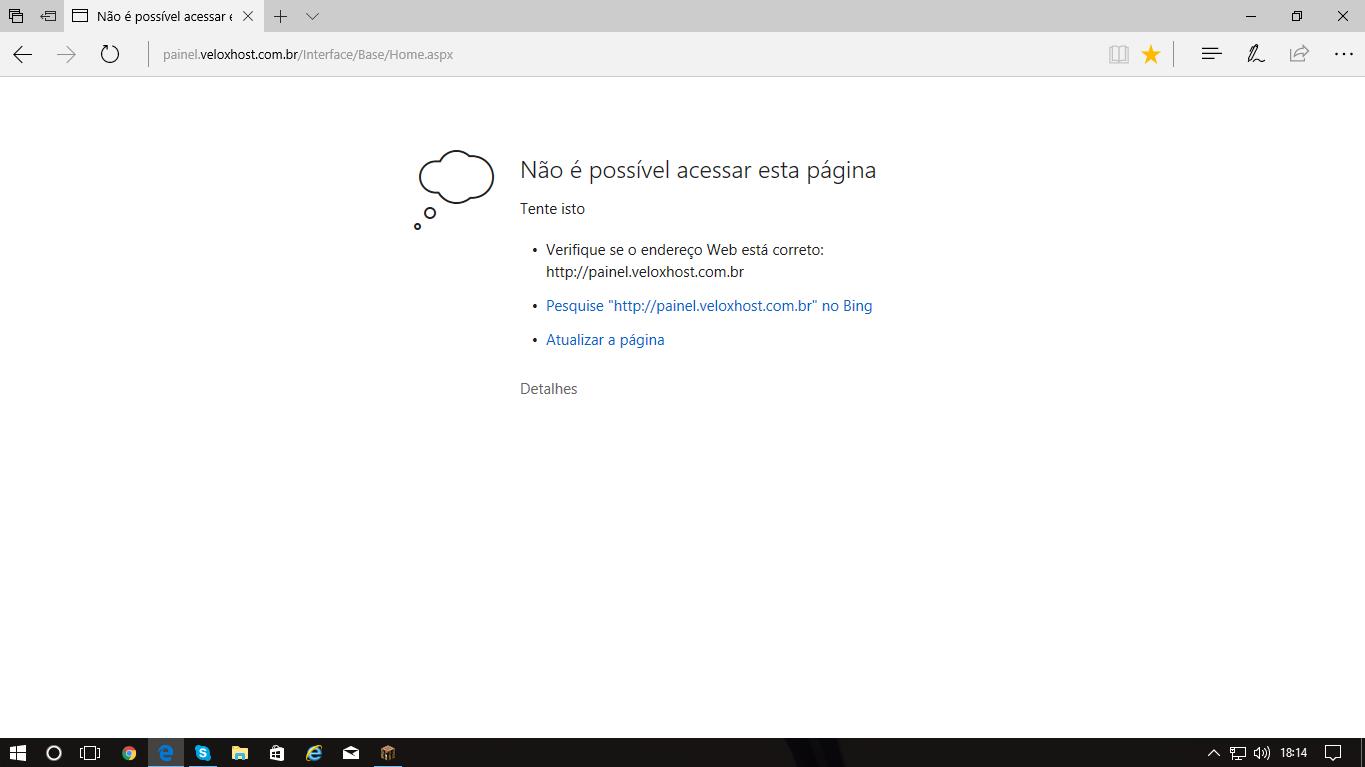 Não é possível acessar e
painel.veloxhost.com.br/Interface/Base/Home.aspx
Não é possível acessar esta página
Tente isto
• Verifique se o endereço Web está correto:
http://painel.veloxhost.com.br
• Pesquise "http://painel.veloxhost.com.br" no Bing
• Atualizar a página
Detalhes
18:14